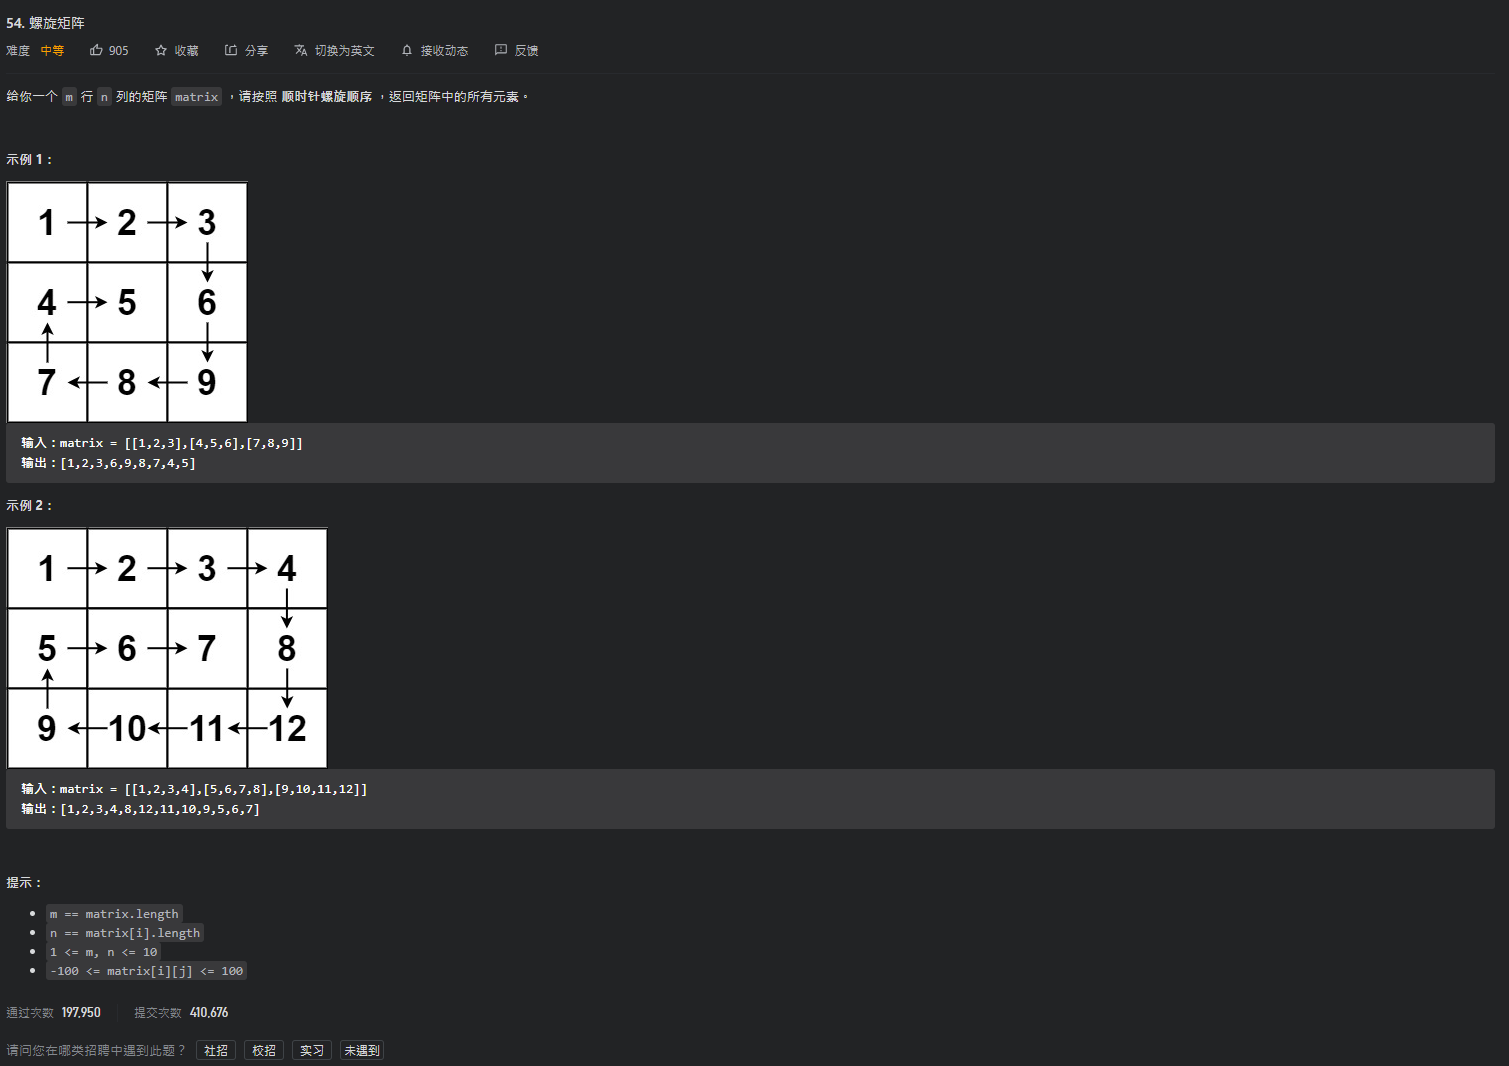 54. 螺旋矩阵
难度 中等 905 收藏 分享 切换为英文 接收动态 反馈
给你一个 m 行 n 列的矩阵 matrix ，请按照 顺时针螺旋顺序 ，返回矩阵中的所有元素。
示例 1：
1 2 3
4 5 6
7 8 9
输入：matrix = [[1,2,3],[4,5,6],[7,8,9]]
输出：[1,2,3,6,9,8,7,4,5]
示例 2：
1 2 3 4
5 6 7 8
9 10 11 12
输入：matrix = [[1,2,3,4],[5,6,7,8],[9,10,11,12]]
输出：[1,2,3,4,8,12,11,10,9,5,6,7]
提示：
m == matrix.length
n == matrix[i].length
1 <= m, n <= 10
-100 <= matrix[i][j] <= 100
通过次数 197,950 提交次数 410,676
请问您在哪类招聘中遇到此题？ 社招 校招 实习 未遇到